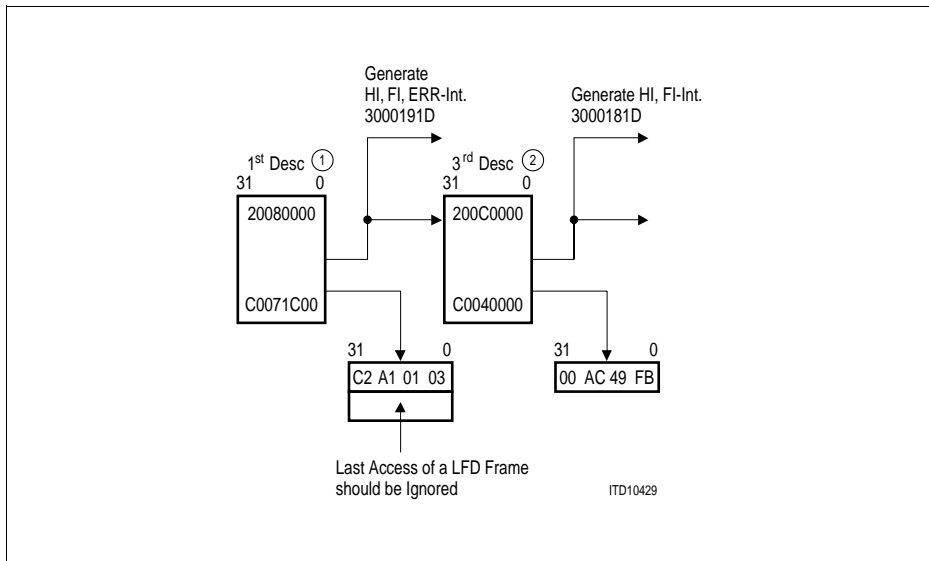 Generate
HI, FI, ERR-Int.
3000191D
Generate HI, FI-Int.
3000181D
1st Desc 1
31 0
20080000
C0071C00
3rd Desc 2
31 0
200C0000
C0040000
31 0
C2 A1 01 03
31 0
00 AC 49 FB
Last Access of a LFD Frame
should be Ignored
ITD10429